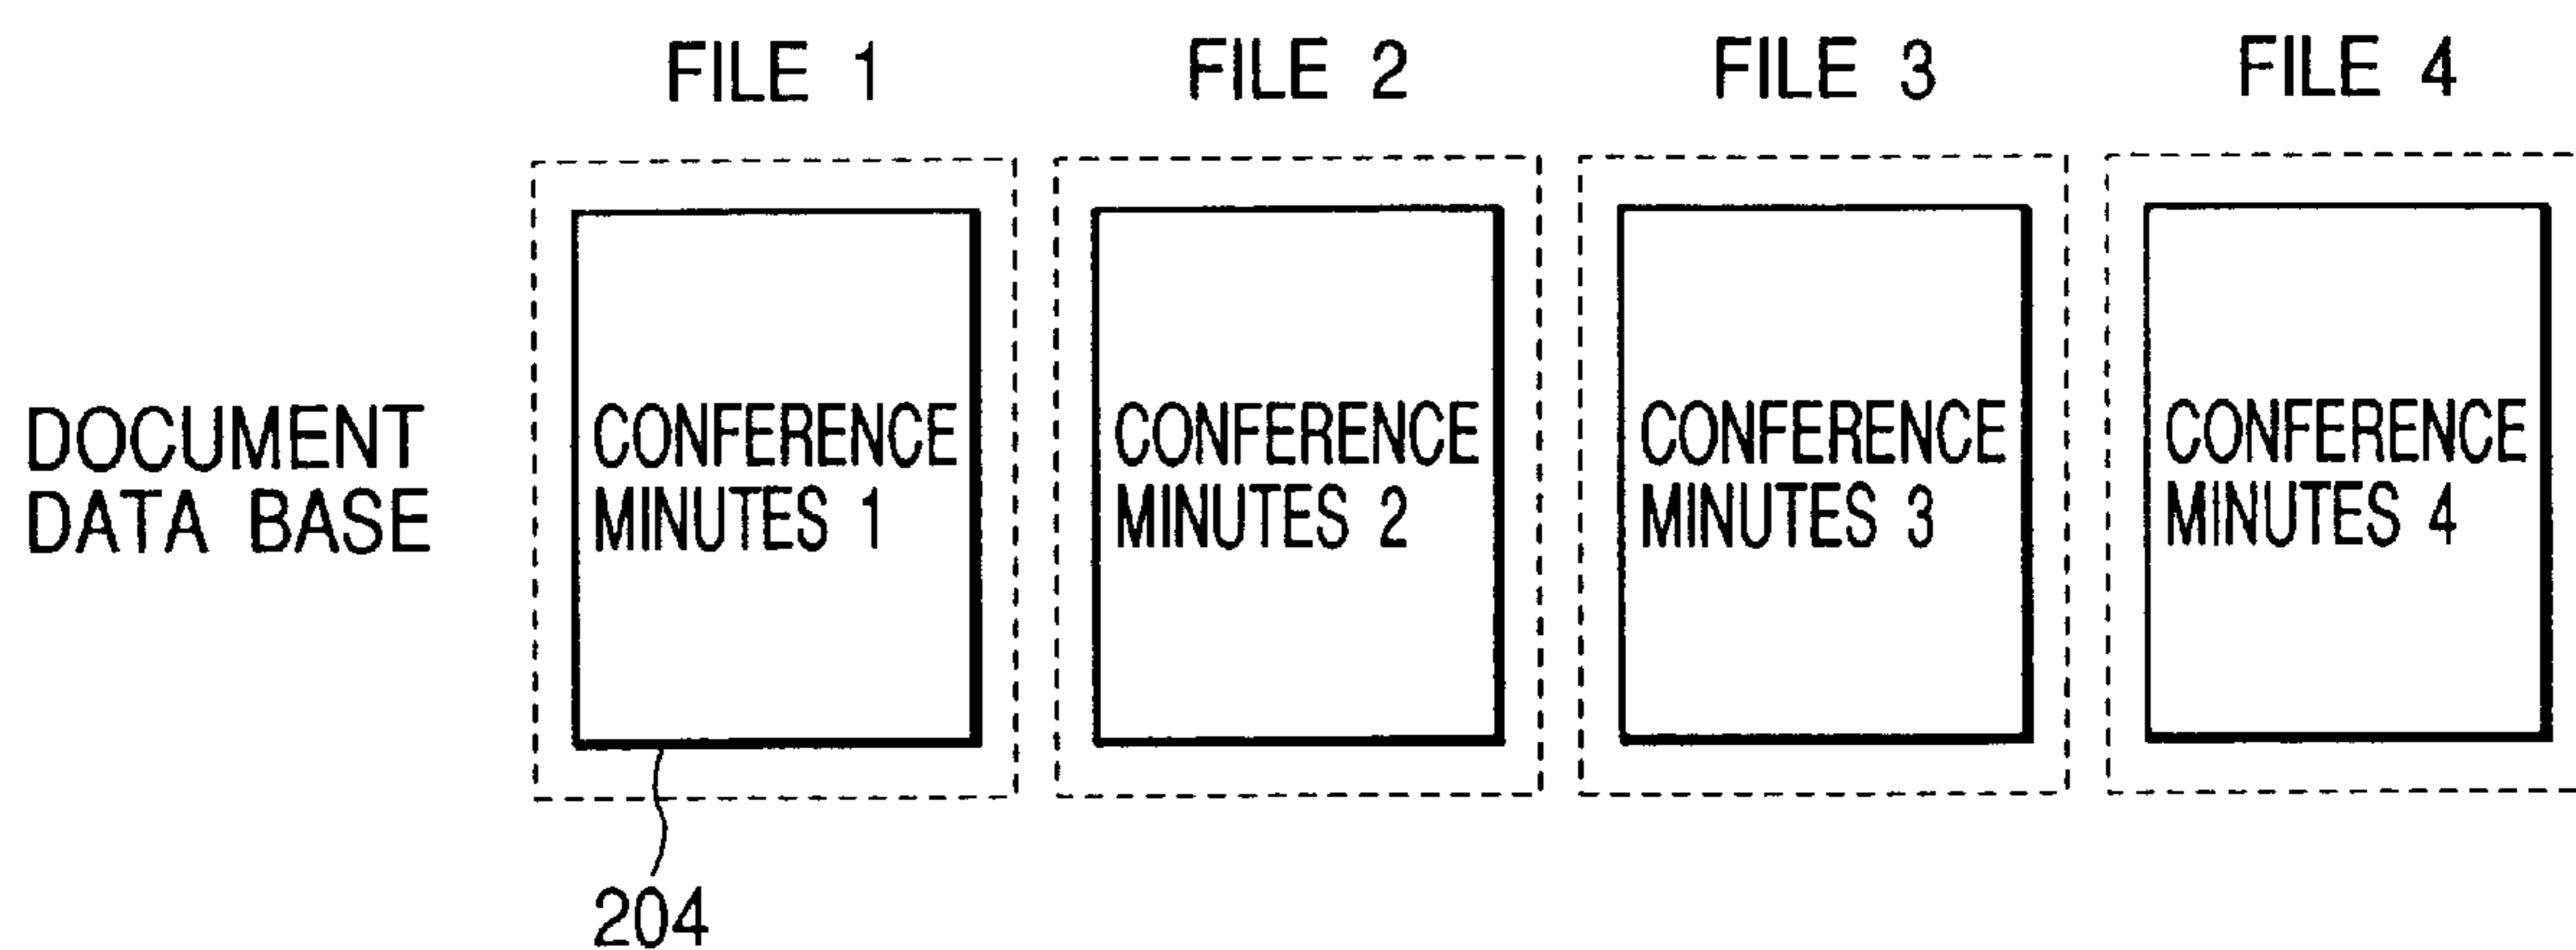 FILE 1
FILE 2
FILE 3
FILE 4
DOCUMENT
DATA BASE
CONFERENCE
MINUTES 1
CONFERENCE
MINUTES 2
CONFERENCE
MINUTES 3
CONFERENCE
MINUTES 4
204